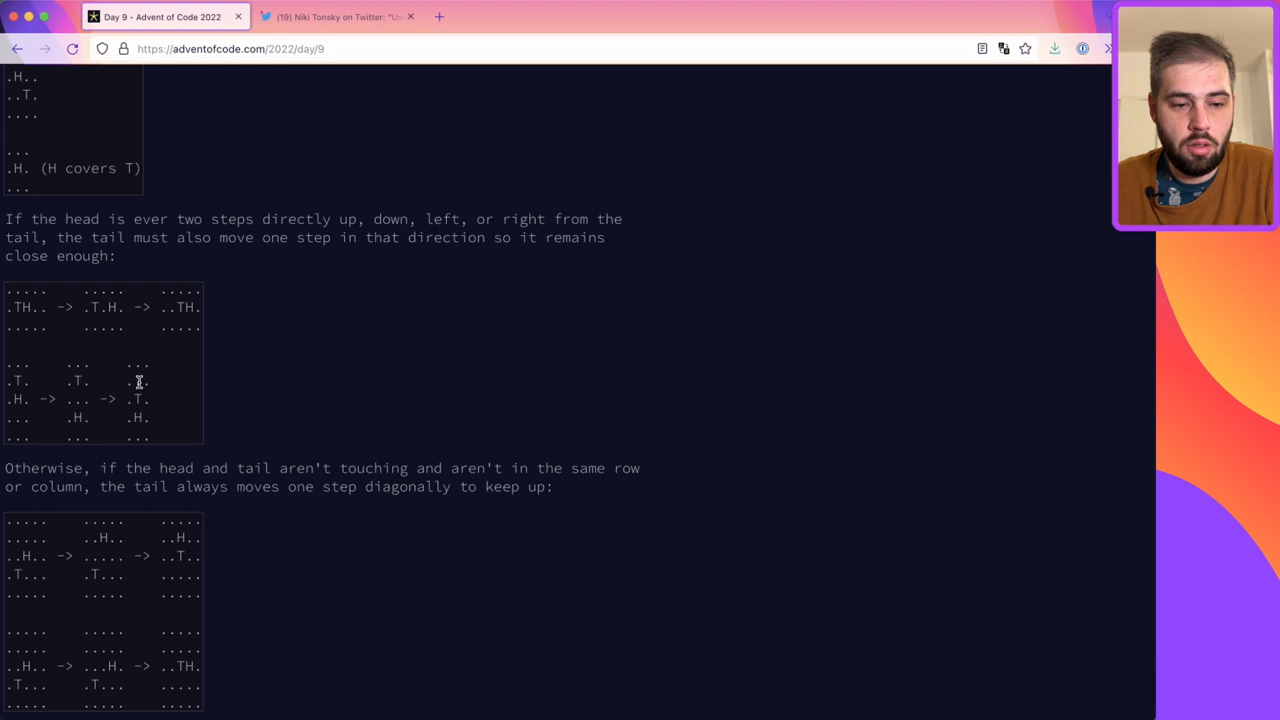 Day 9 - Advent of Code 2022
(19) Niki Tonsky on Twitter: "Us
https://adventofcode.com/2022/day/9
.H..
..T.
....
...
.H. (H covers T)
...
If the head is ever two steps directly up, down, left, or right from the
tail, the tail must also move one step in that direction so it remains
close enough:
..... ..... .....
.TH.. -> .T.H. -> ..TH.
..... ..... .....
... ... ...
.T. .T. ...
.H. -> ... -> .T.
... .H. .H.
... ... ...
Otherwise, if the head and tail aren't touching and aren't in the same row
or column, the tail always moves one step diagonally to keep up:
..... ..... .....
..... ..H.. ..H..
..H.. -> ..... -> ..T..
.T... .T... .....
..... ..... .....
..... ..... .....
..... ..... .....
..H.. -> ...H. -> ..TH.
.T... .T... .....
..... ..... .....